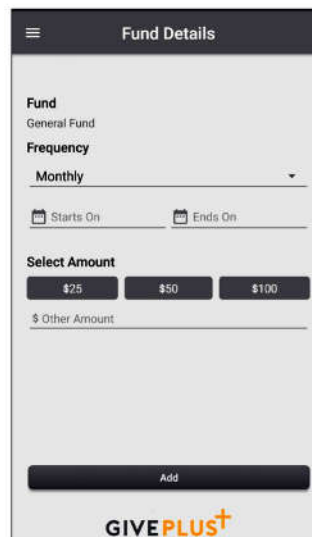 Fund Details
Fund
General Fund
Frequency
Monthly
Starts On Ends On
Select Amount
$25 $50 $100
$ Other Amount
Add
GIVEPLUS+